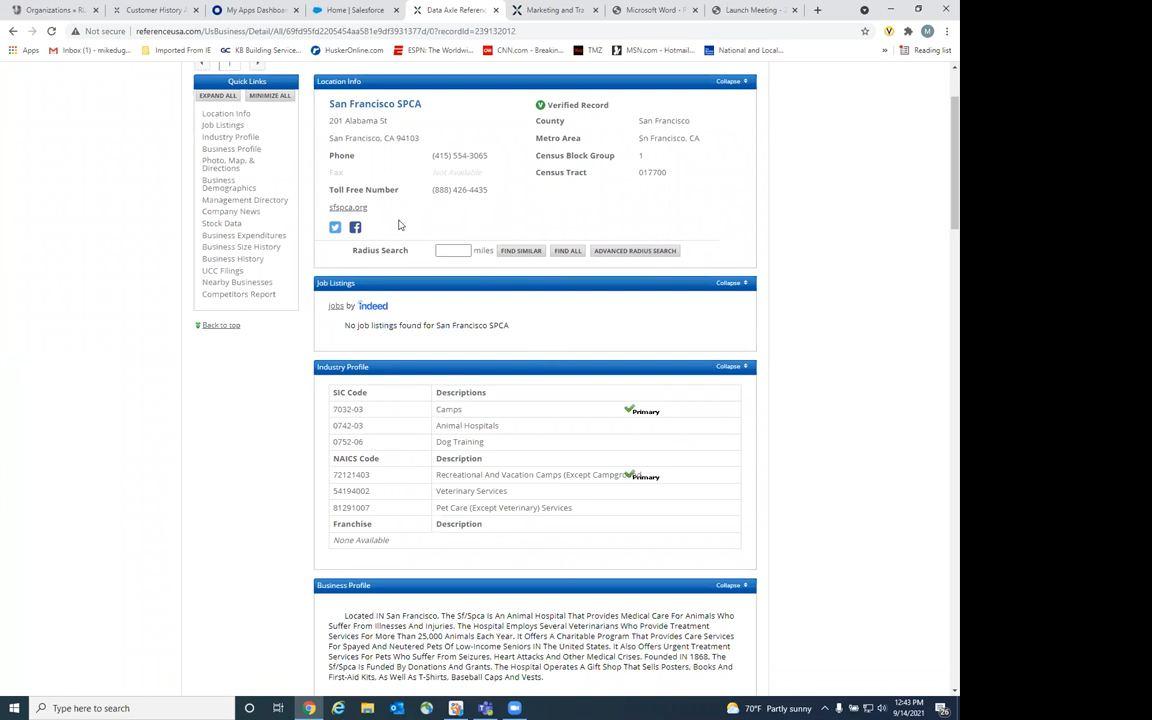 Organizations « R
Customer History
My Apps Dashbo
Home | Salesforce
Data Axle Referenc
Marketing and Tra
Microsoft Word - F
Launch Meeting - Z
Not secure | referenceusa.com/UsBusiness/Detail/All/69fd95fd2205454aa581e9df3931377d/0?recordId=239132012
Apps
Inbox (1) - mikedug...
Imported From IE
KB Building Service...
HuskerOnline.com
ESPN: The Worldwi...
CNN.com - Breakin...
TMZ
MSN.com - Hotmail...
National and Local...
»
Reading list
Quick Links
EXPAND ALL
MINIMIZE ALL
Location Info
Job Listings
Industry Profile
Business Profile
Photo, Map, &
Directions
Business
Demographics
Management Directory
Company News
Stock Data
Business Expenditures
Business Size History
Business History
UCC Filings
Nearby Businesses
Competitors Report
Back to top
Location Info
Collapse
San Francisco SPCA
Verified Record
201 Alabama St
County San Francisco
San Francisco, CA 94103
Metro Area Sn Francisco, CA
Phone (415) 554-3065
Census Block Group 1
Fax Not Available
Census Tract 017700
Toll Free Number (888) 426-4435
sfspca.org
Radius Search miles FIND SIMILAR FIND ALL ADVANCED RADIUS SEARCH
Job Listings
Collapse
jobs by indeed
No job listings found for San Francisco SPCA
Industry Profile
Collapse
SIC Code Descriptions
7032-03 Camps Primary
0742-03 Animal Hospitals
0752-06 Dog Training
NAICS Code Description
72121403 Recreational And Vacation Camps (Except Campgro Primary
54194002 Veterinary Services
81291007 Pet Care (Except Veterinary) Services
Franchise Description
None Available
Business Profile
Collapse
Located IN San Francisco, The Sf/Spca Is An Animal Hospital That Provides Medical Care For Animals Who
Suffer From Illnesses And Injuries. The Hospital Employs Several Veterinarians Who Provide Treatment
Services For More Than 25,000 Animals Each Year. It Offers A Charitable Program That Provides Care Services
For Spayed And Neutered Pets Of Low-Income Seniors IN The United States. It Also Offers Urgent Treatment
Services For Pets Who Suffer From Seizures, Heart Attacks And Other Medical Crises. Founded IN 1868, The
Sf/Spca Is Funded By Donations And Grants. The Hospital Operates A Gift Shop That Sells Posters, Books And
First-Aid Kits, As Well As T-Shirts, Baseball Caps And Vests.
Type here to search
70°F Partly sunny
12:43 PM
9/14/2021
26